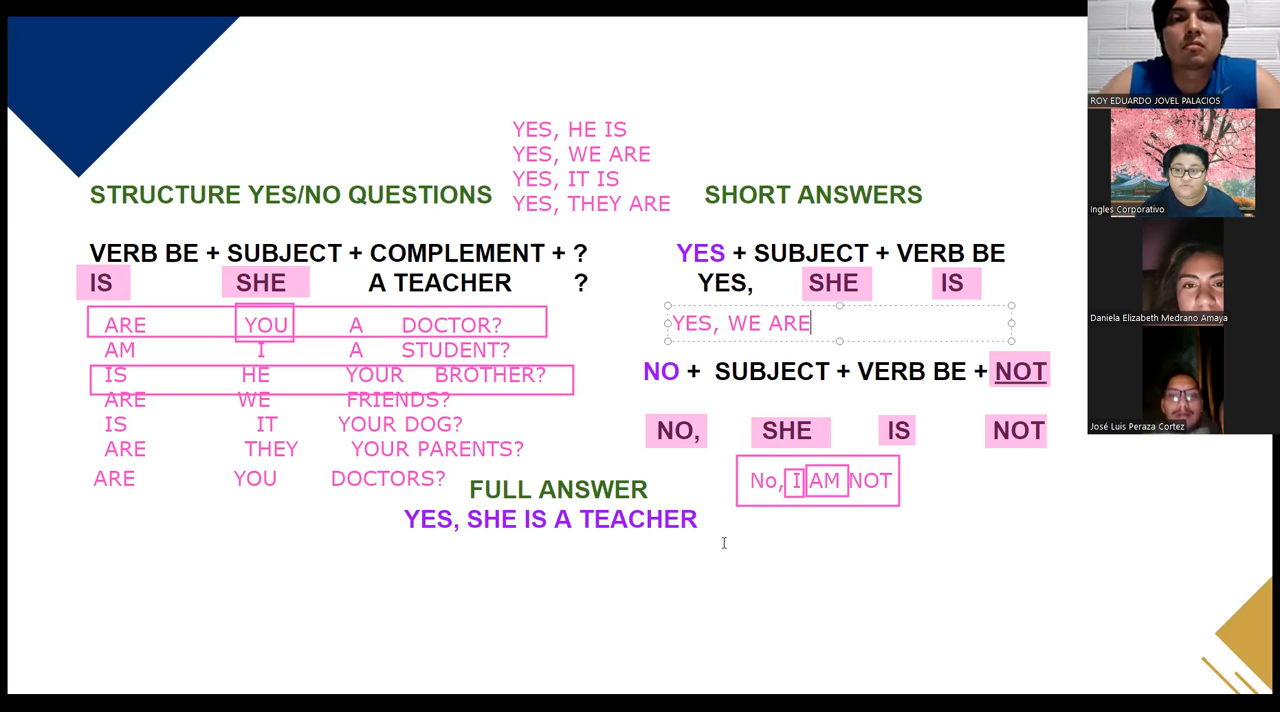 YES, HE IS
YES, WE ARE
YES, IT IS
YES, THEY ARE
STRUCTURE YES/NO QUESTIONS
SHORT ANSWERS
VERB BE + SUBJECT + COMPLEMENT + ?
IS SHE A TEACHER ?
ARE YOU A DOCTOR?
AM I A STUDENT?
IS HE YOUR BROTHER?
ARE WE FRIENDS?
IS IT YOUR DOG?
ARE THEY YOUR PARENTS?
ARE YOU DOCTORS?
YES + SUBJECT + VERB BE
YES, SHE IS
YES, WE ARE
NO + SUBJECT + VERB BE + NOT
NO, SHE IS NOT
No, I AM NOT
FULL ANSWER
YES, SHE IS A TEACHER
ROY EDUARDO JOVEL PALACIOS
Ingles Corporativo
Daniela Elizabeth Medrano Amaya
José Luis Peraza Cortez